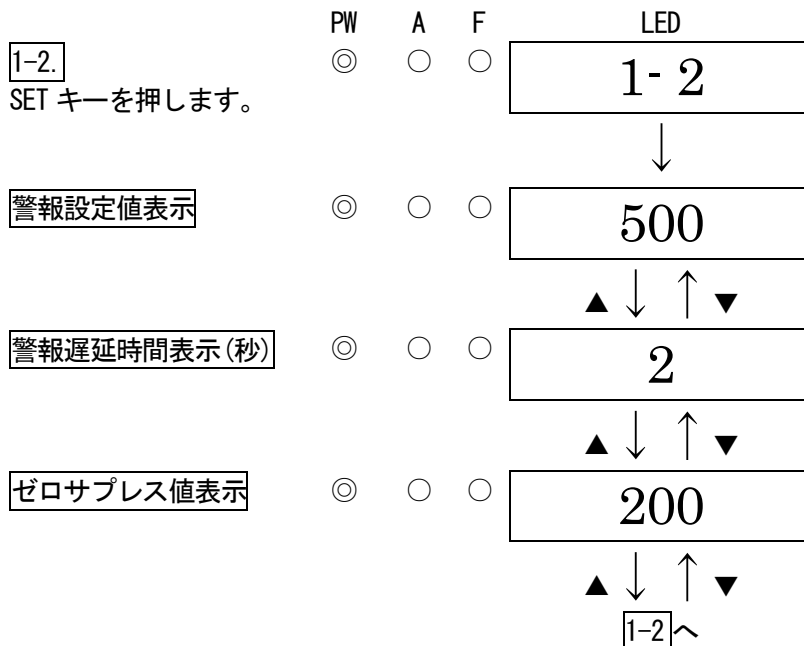 PW A F LED
1-2. ◎ ○ ○ 1- 2
SET キーを押します。
↓
警報設定値表示 ◎ ○ ○ 500
▲ ↓ ↑ ▼
警報遅延時間表示(秒) ◎ ○ ○ 2
▲ ↓ ↑ ▼
ゼロサプレス値表示 ◎ ○ ○ 200
▲ ↓ ↑ ▼
1-2へ